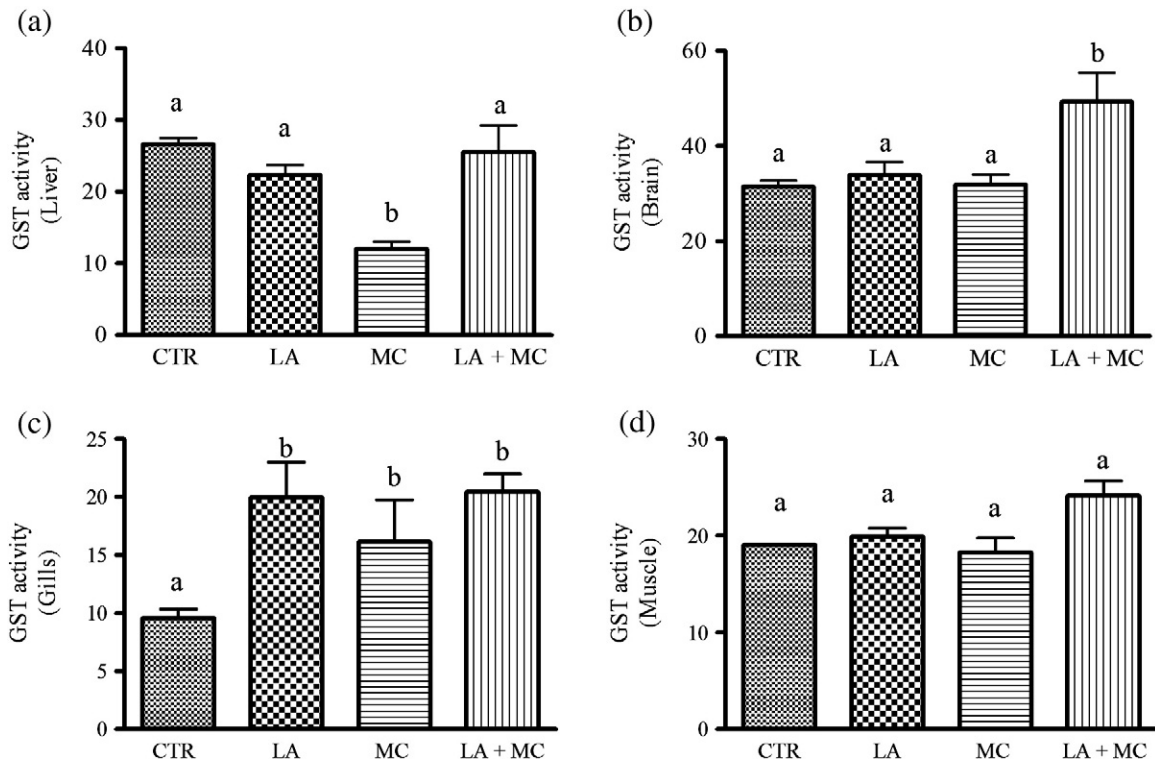 (a)
GST activity
(Liver)
40
30
20
10
0
a
a
b
a
CTR
LA
MC
LA + MC
(b)
GST activity
(Brain)
60
40
20
0
a
a
a
b
CTR
LA
MC
LA + MC
(c)
GST activity
(Gills)
25
20
15
10
5
0
a
b
b
b
CTR
LA
MC
LA + MC
(d)
GST activity
(Muscle)
30
20
10
0
a
a
a
a
CTR
LA
MC
LA + MC